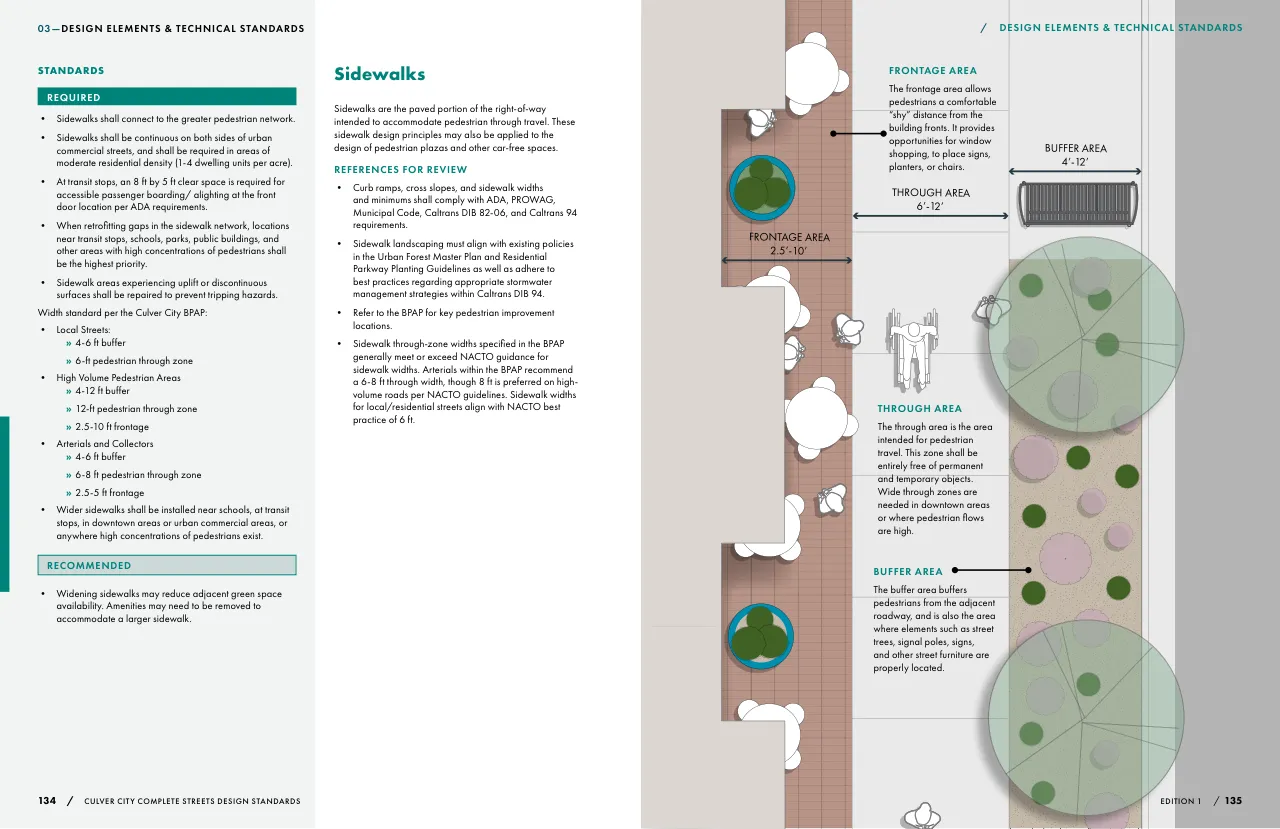 03—DESIGN ELEMENTS & TECHNICAL STANDARDS
STANDARDS
REQUIRED
• Sidewalks shall connect to the greater pedestrian network.
• Sidewalks shall be continuous on both sides of urban
commercial streets, and shall be required in areas of
moderate residential density (1-4 dwelling units per acre).
• At transit stops, an 8 ft by 5 ft clear space is required for
accessible passenger boarding/ alighting at the front
door location per ADA requirements.
• When retrofitting gaps in the sidewalk network, locations
near transit stops, schools, parks, public buildings, and
other areas with high concentrations of pedestrians shall
be the highest priority.
• Sidewalk areas experiencing uplift or discontinuous
surfaces shall be repaired to prevent tripping hazards.
Width standard per the Culver City BPAP:
• Local Streets:
» 4-6 ft buffer
» 6-ft pedestrian through zone
• High Volume Pedestrian Areas
» 4-12 ft buffer
» 12-ft pedestrian through zone
» 2.5-10 ft frontage
• Arterials and Collectors
» 4-6 ft buffer
» 6-8 ft pedestrian through zone
» 2.5-5 ft frontage
• Wider sidewalks shall be installed near schools, at transit
stops, in downtown areas or urban commercial areas, or
anywhere high concentrations of pedestrians exist.
RECOMMENDED
• Widening sidewalks may reduce adjacent green space
availability. Amenities may need to be removed to
accommodate a larger sidewalk.
134 / CULVER CITY COMPLETE STREETS DESIGN STANDARDS
Sidewalks
Sidewalks are the paved portion of the right-of-way
intended to accommodate pedestrian through travel. These
sidewalk design principles may also be applied to the
design of pedestrian plazas and other car-free spaces.
REFERENCES FOR REVIEW
• Curb ramps, cross slopes, and sidewalk widths
and minimums shall comply with ADA, PROWAG,
Municipal Code, Caltrans DIB 82-06, and Caltrans 94
requirements.
• Sidewalk landscaping must align with existing policies
in the Urban Forest Master Plan and Residential
Parkway Planting Guidelines as well as adhere to
best practices regarding appropriate stormwater
management strategies within Caltrans DIB 94.
• Refer to the BPAP for key pedestrian improvement
locations.
• Sidewalk through-zone widths specified in the BPAP
generally meet or exceed NACTO guidance for
sidewalk widths. Arterials within the BPAP recommend
a 6-8 ft through width, though 8 ft is preferred on high-
volume roads per NACTO guidelines. Sidewalk widths
for local/residential streets align with NACTO best
practice of 6 ft.
/ DESIGN ELEMENTS & TECHNICAL STANDARDS
FRONTAGE AREA
The frontage area allows
pedestrians a comfortable
“shy” distance from the
building fronts. It provides
opportunities for window
shopping, to place signs,
planters, or chairs.
BUFFER AREA
4’-12’
THROUGH AREA
6’-12’
FRONTAGE AREA
2.5’-10’
THROUGH AREA
The through area is the area
intended for pedestrian
travel. This zone shall be
entirely free of permanent
and temporary objects.
Wide through zones are
needed in downtown areas
or where pedestrian flows
are high.
BUFFER AREA
The buffer area buffers
pedestrians from the adjacent
roadway, and is also the area
where elements such as street
trees, signal poles, signs,
and other street furniture are
properly located.
EDITION 1 / 135